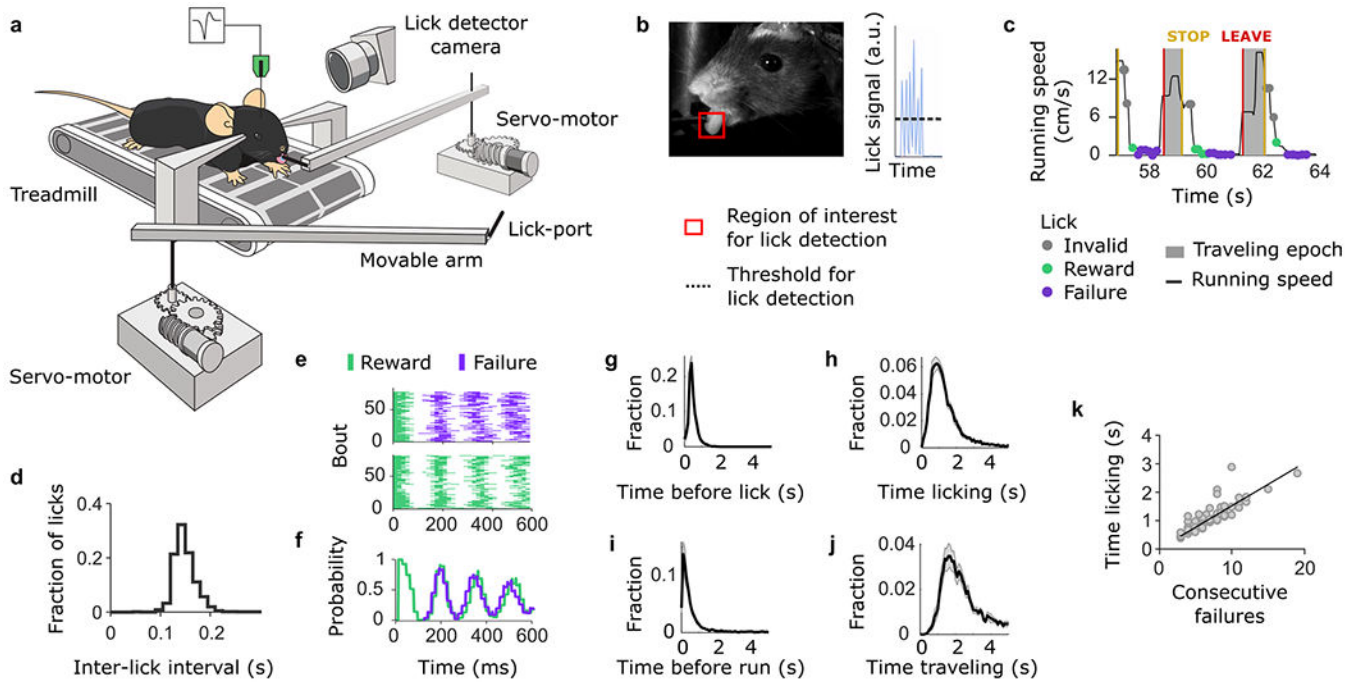 a
Lick detector
camera
Servo-motor
Treadmill
Lick-port
Movable arm
Servo-motor
b
Lick signal (a.u.)
Time
Region of interest
for lick detection
Threshold for
lick detection
c
STOP LEAVE
Running speed
(cm/s)
12
6
0
58 60 62 64
Time (s)
Lick
Invalid
Reward
Failure
Traveling epoch
Running speed
d
Fraction of licks
0.4
0.2
0
0 0.1 0.2
Inter-lick interval (s)
e
Reward Failure
Bout
50
0
50
0
0 200 400 600
f
Probability
1
0.5
0
0 200 400 600
Time (ms)
g
Fraction
0.2
0.1
0
0 2 4
Time before lick (s)
h
Fraction
0.06
0.04
0.02
0
0 2 4
Time licking (s)
i
Fraction
0.1
0
0 2 4
Time before run (s)
j
Fraction
0.04
0.02
0
0 2 4
Time traveling (s)
k
Time licking (s)
4
3
2
1
0
0 10 20
Consecutive
failures